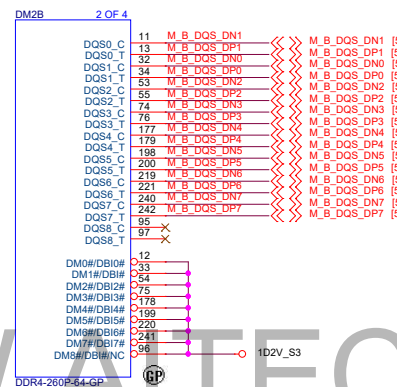 DM2B 2 OF 4
DQS0_C 11 M_B_DQS_DN1 M_B_DQS_DN1
DQS0_T 13 M_B_DQS_DP1 M_B_DQS_DP1
DQS1_C 32 M_B_DQS_DN0 M_B_DQS_DN0
DQS1_T 34 M_B_DQS_DP0 M_B_DQS_DP0
DQS2_C 53 M_B_DQS_DN2 M_B_DQS_DN2
DQS2_T 55 M_B_DQS_DP2 M_B_DQS_DP2
DQS3_C 74 M_B_DQS_DN3 M_B_DQS_DN3
DQS3_T 76 M_B_DQS_DP3 M_B_DQS_DP3
DQS4_C 177 M_B_DQS_DN4 M_B_DQS_DN4
DQS4_T 179 M_B_DQS_DP4 M_B_DQS_DP4
DQS5_C 198 M_B_DQS_DN5 M_B_DQS_DN5
DQS5_T 200 M_B_DQS_DP5 M_B_DQS_DP5
DQS6_C 219 M_B_DQS_DN6 M_B_DQS_DN6
DQS6_T 221 M_B_DQS_DP6 M_B_DQS_DP6
DQS7_C 240 M_B_DQS_DN7 M_B_DQS_DN7
DQS7_T 242 M_B_DQS_DP7 M_B_DQS_DP7
DQS8_C 95
DQS8_T 97
DM0#/DBI0# 12
DM1#/DBI# 33
DM2#/DBI2# 54
DM3#/DBI3# 75
DM4#/DBI4# 178
DM5#/DBI5# 199
DM6#/DBI6# 220
DM7#/DBI7# 241
DM8#/DBI#/NC 96 1D2V_S3
DDR4-260P-64-GP GP